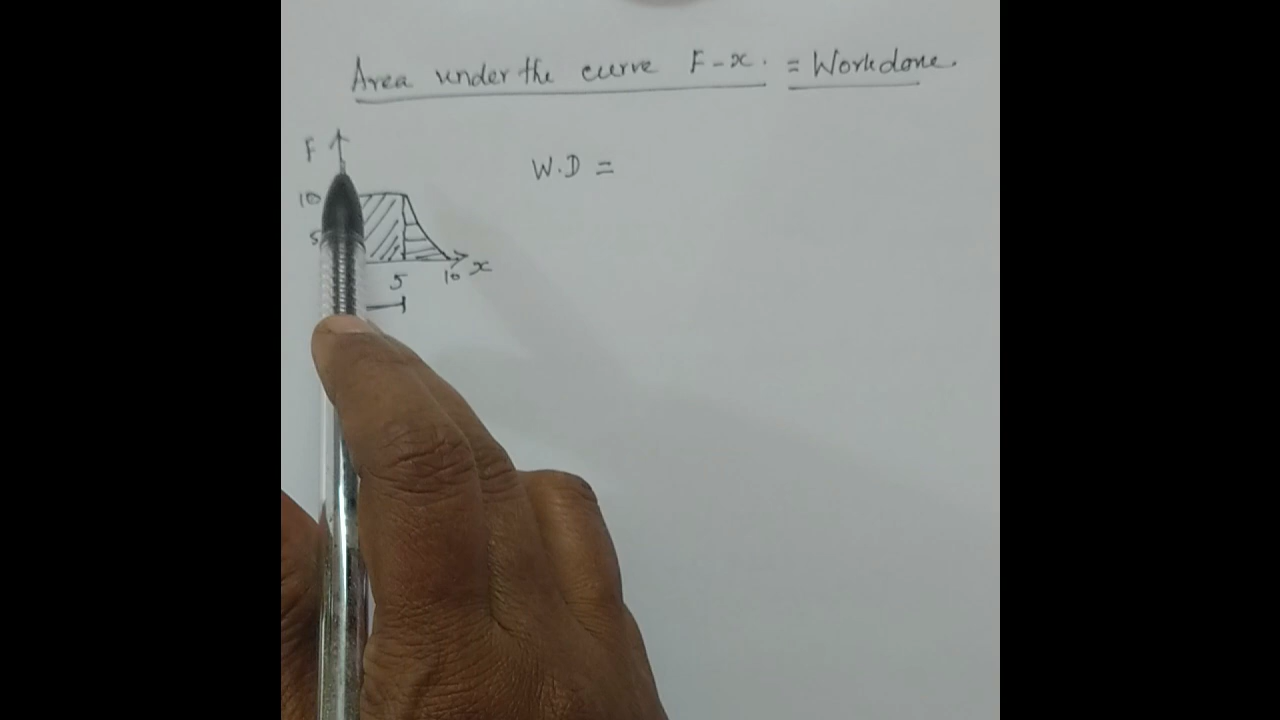 Area under the curve F-x. = Workdone.
F
W.D =
10
5
5
10 x